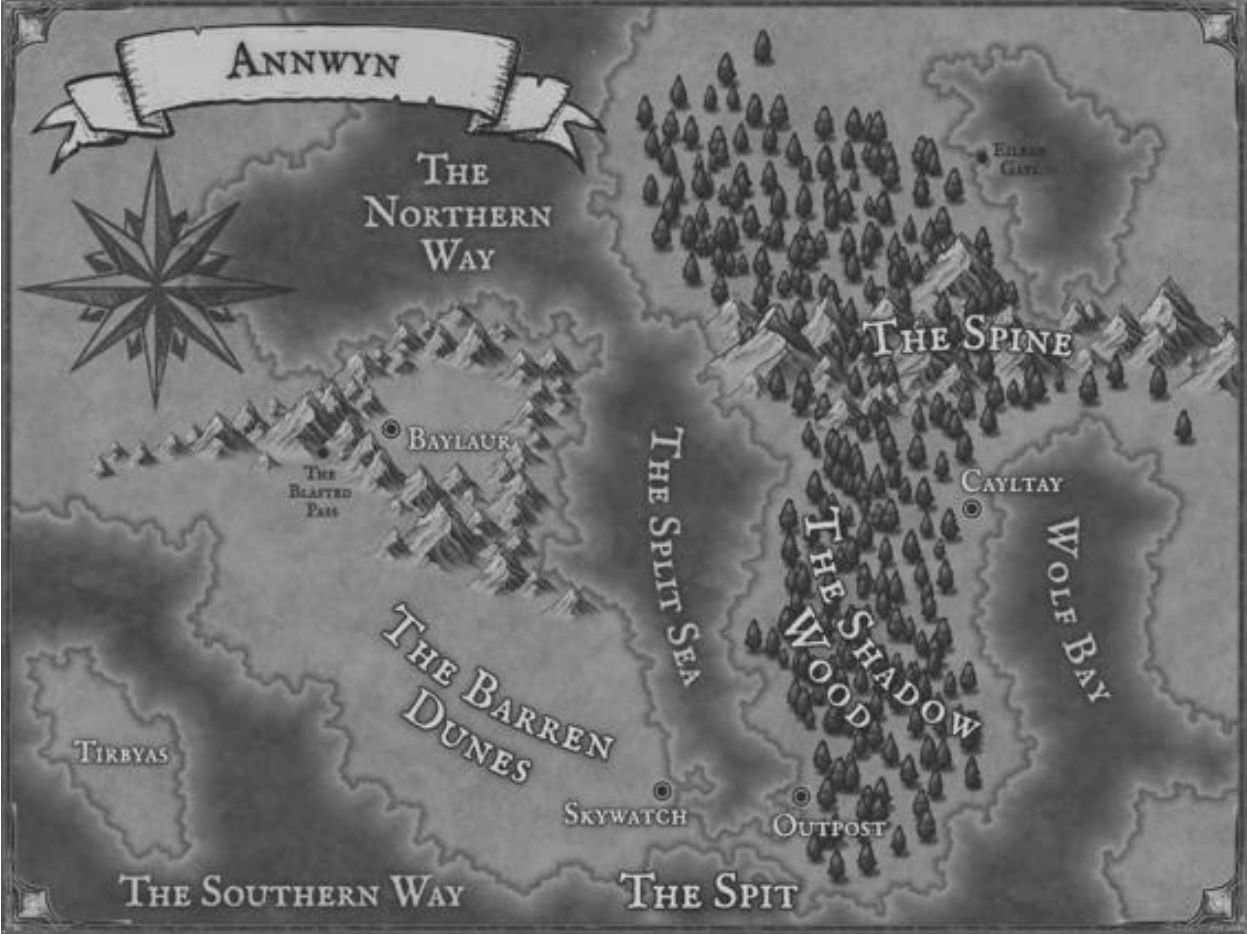 ANNWYN
THE
NORTHERN
WAY
EILEAN
GAYL
THE SPINE
BAYLAUR
THE
BLASTED
PASS
THE SPLIT SEA
CAYLTAY
WOLF BAY
THE SHADOW
WOOD
THE BARREN
DUNES
TIRBYAS
SKYWATCH
OUTPOST
THE SOUTHERN WAY
THE SPIT